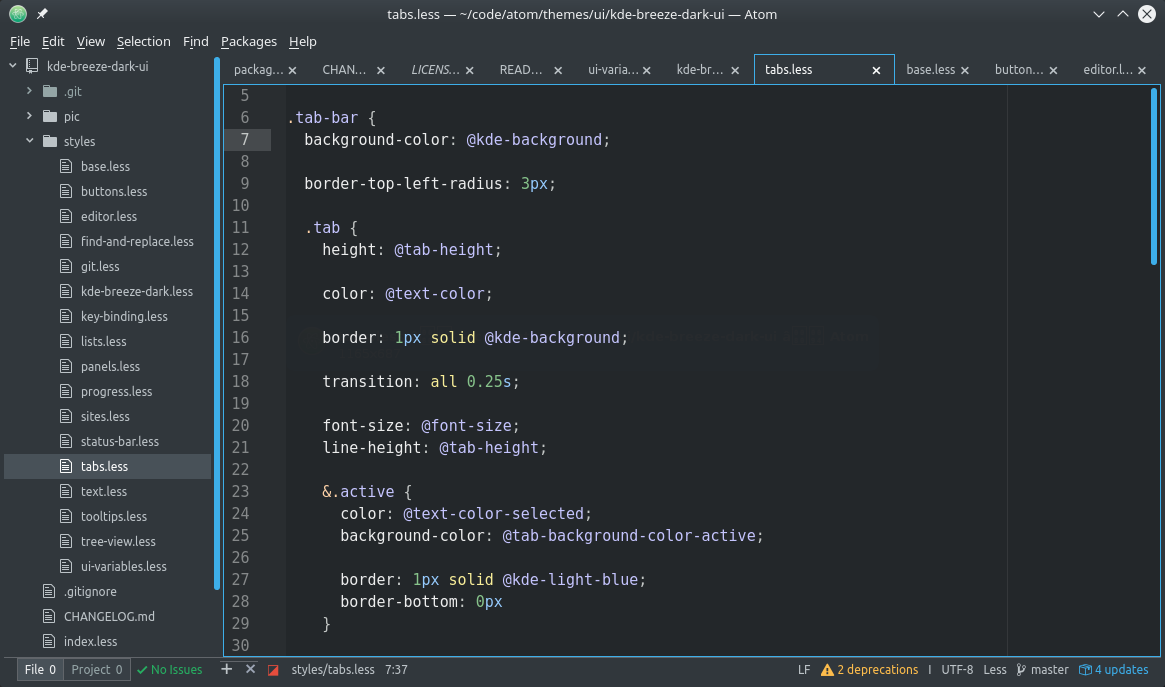 tabs.less — ~/code/atom/themes/ui/kde-breeze-dark-ui — Atom
File Edit View Selection Find Packages Help
kde-breeze-dark-ui
.git
pic
styles
base.less
buttons.less
editor.less
find-and-replace.less
git.less
kde-breeze-dark.less
key-binding.less
lists.less
panels.less
progress.less
sites.less
status-bar.less
tabs.less
text.less
tooltips.less
tree-view.less
ui-variables.less
.gitignore
CHANGELOG.md
index.less
packag... CHAN... LICENS... READ... ui-varia... kde-br... tabs.less base.less button... editor.l...
5
6 .tab-bar {
7 background-color: @kde-background;
8
9 border-top-left-radius: 3px;
10
11 .tab {
12 height: @tab-height;
13
14 color: @text-color;
15
16 border: 1px solid @kde-background;
17
18 transition: all 0.25s;
19
20 font-size: @font-size;
21 line-height: @tab-height;
22
23 &.active {
24 color: @text-color-selected;
25 background-color: @tab-background-color-active;
26
27 border: 1px solid @kde-light-blue;
28 border-bottom: 0px
29 }
30
File 0 Project 0 No Issues styles/tabs.less 7:37 LF 2 deprecations UTF-8 Less master 4 updates